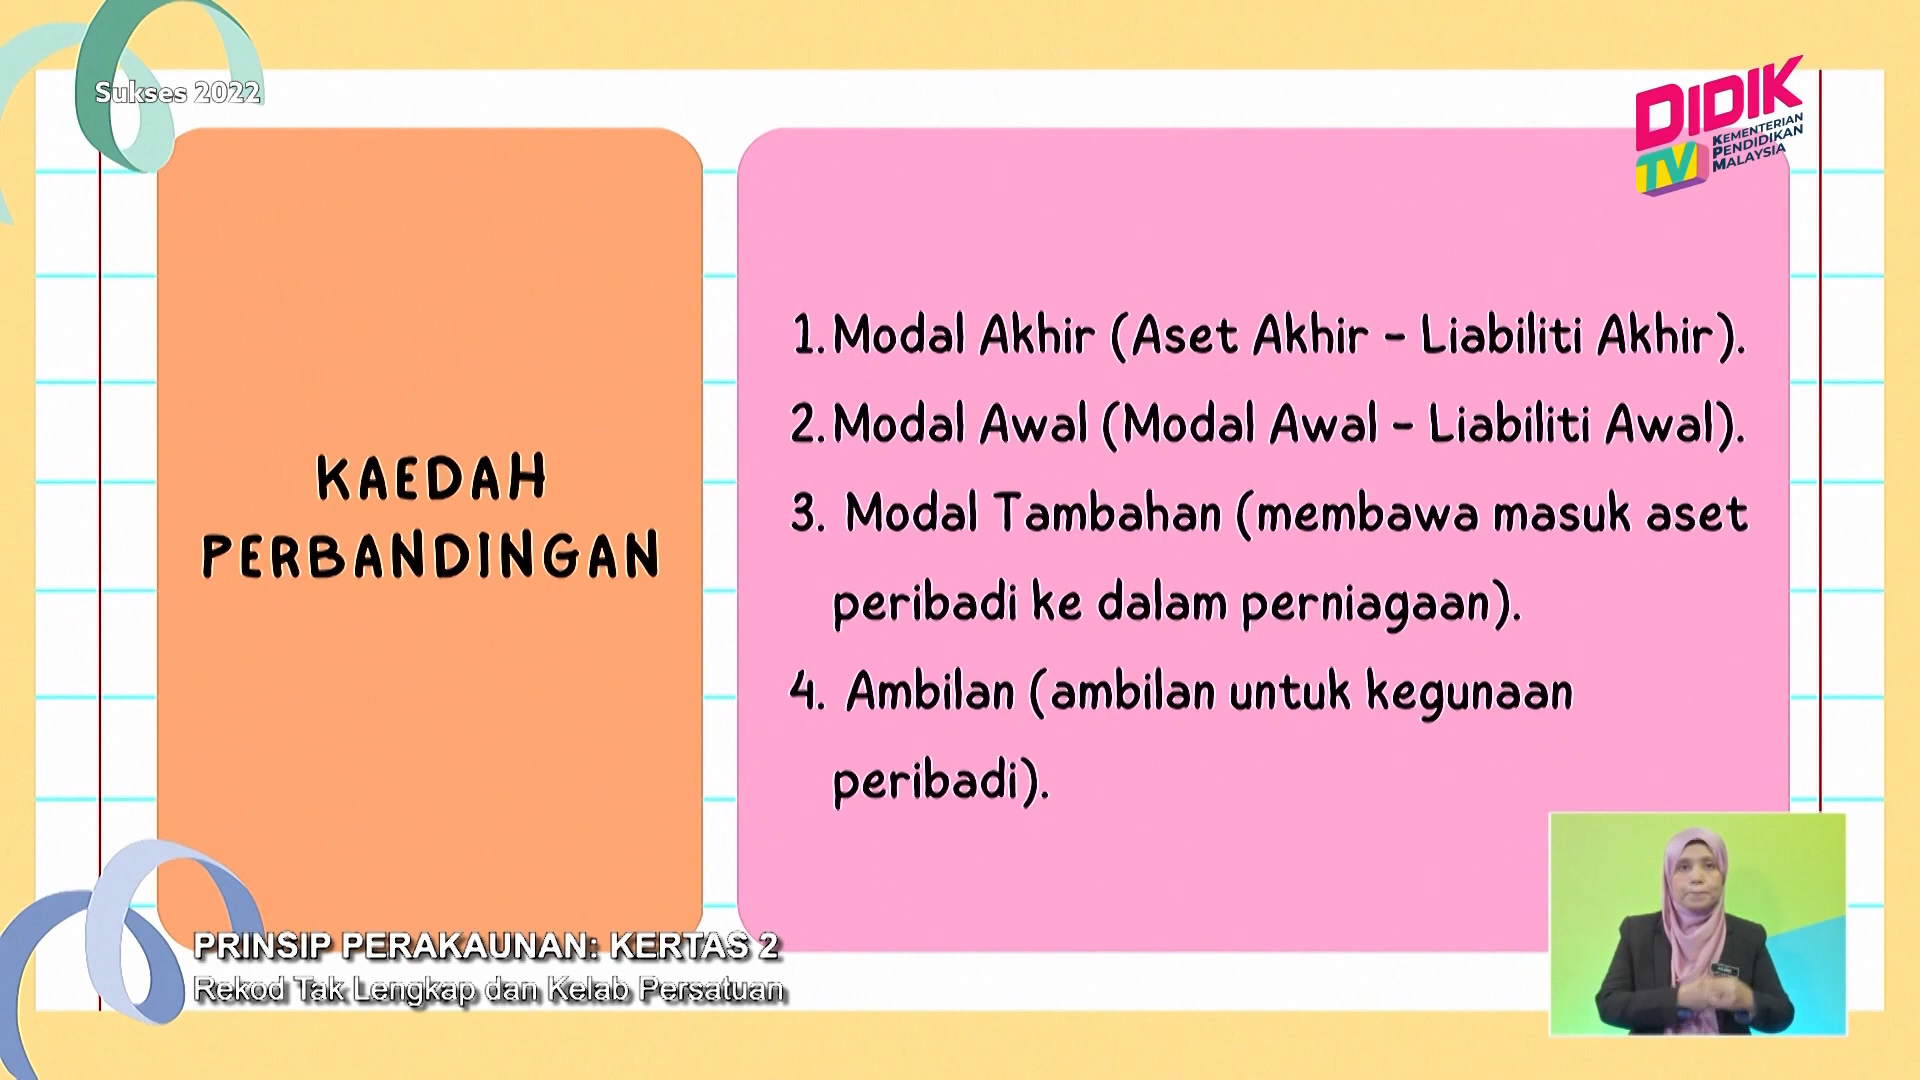 Sukses 2022
DIDIK
TV
KEMENTERIAN
PENDIDIKAN
MALAYSIA
KAEDAH
PERBANDINGAN
1. Modal Akhir (Aset Akhir - Liabiliti Akhir).
2. Modal Awal (Modal Awal - Liabiliti Awal).
3. Modal Tambahan (membawa masuk aset
peribadi ke dalam perniagaan).
4. Ambilan (ambilan untuk kegunaan
peribadi).
PRINSIP PERAKAUNAN: KERTAS 2
Rekod Tak Lengkap dan Kelab Persatuan